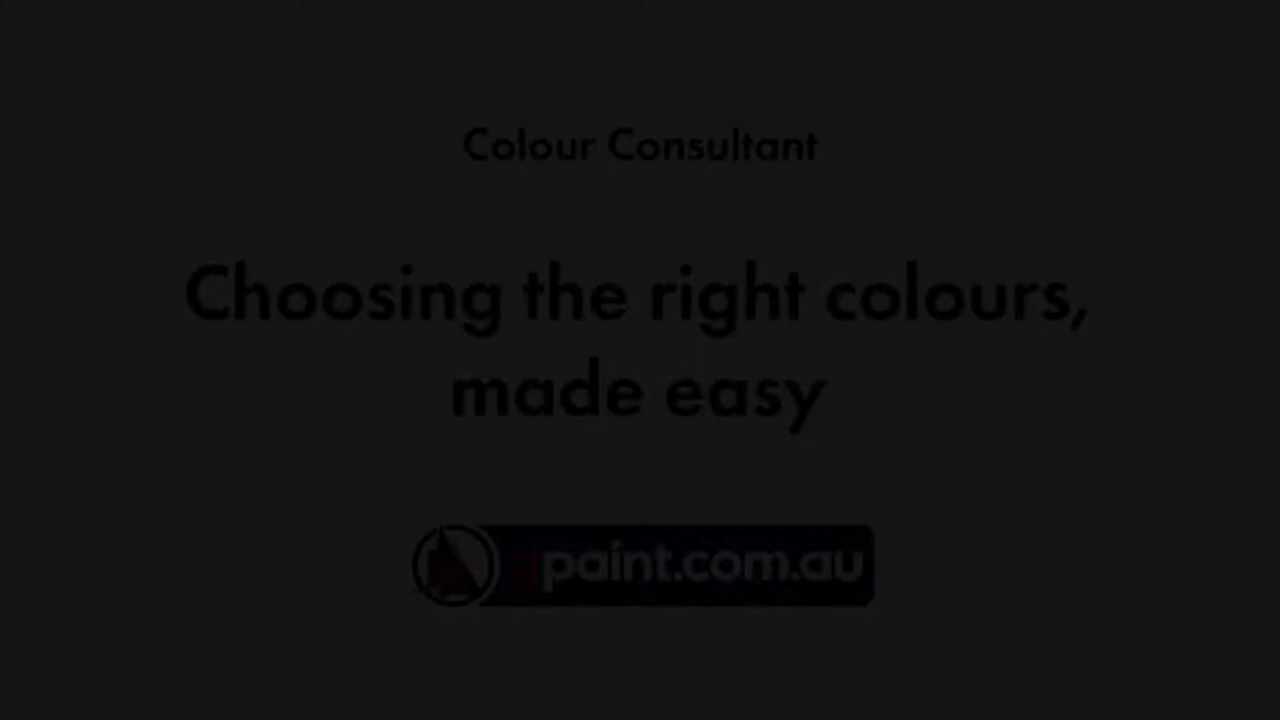 Colour Consultant
Choosing the right colours,
made easy
paint.com.au